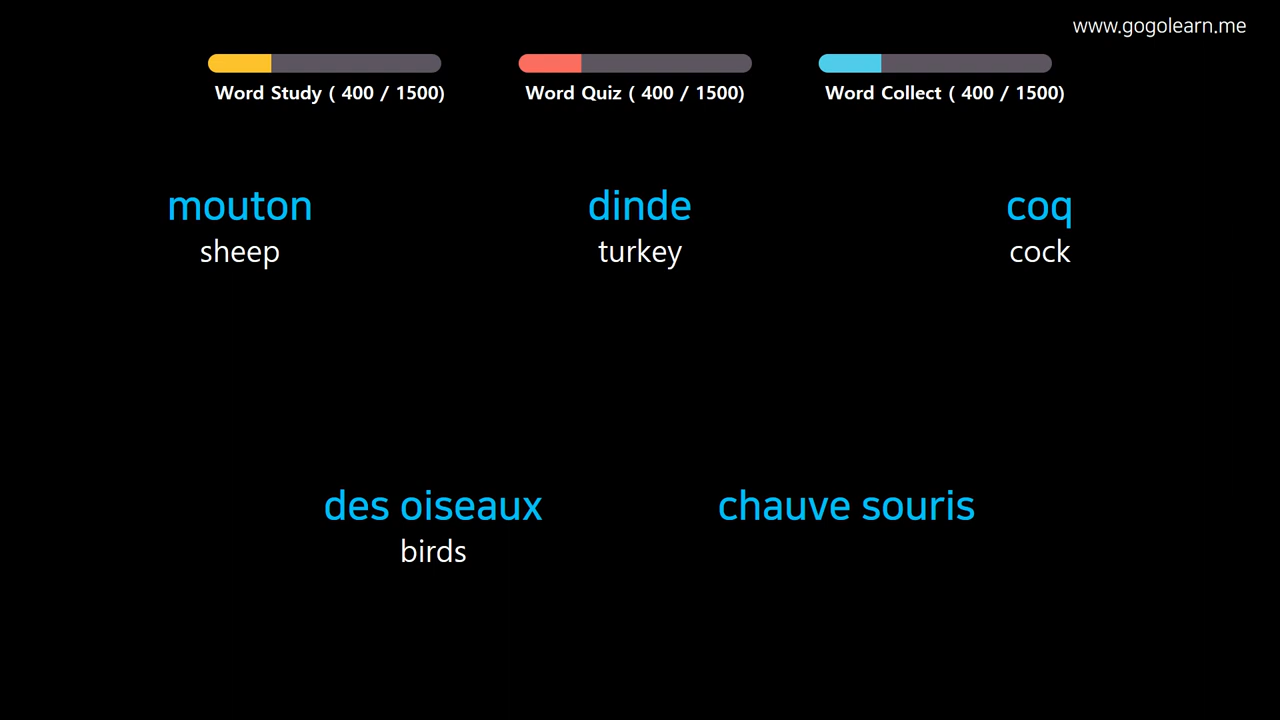 www.gogolearn.me
Word Study ( 400 / 1500)
Word Quiz ( 400 / 1500)
Word Collect ( 400 / 1500)
mouton
sheep
dinde
turkey
coq
cock
des oiseaux
birds
chauve souris